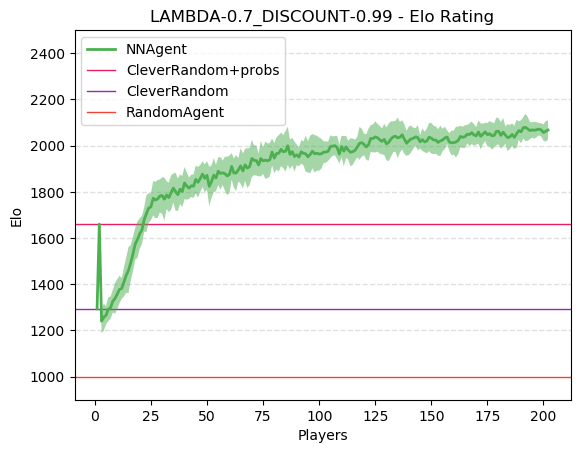 LAMBDA-0.7_DISCOUNT-0.99 - Elo Rating
NNAgent
CleverRandom+probs
CleverRandom
RandomAgent
2400
2200
2000
1800
1600
1400
1200
1000
Elo
0 25 50 75 100 125 150 175 200
Players